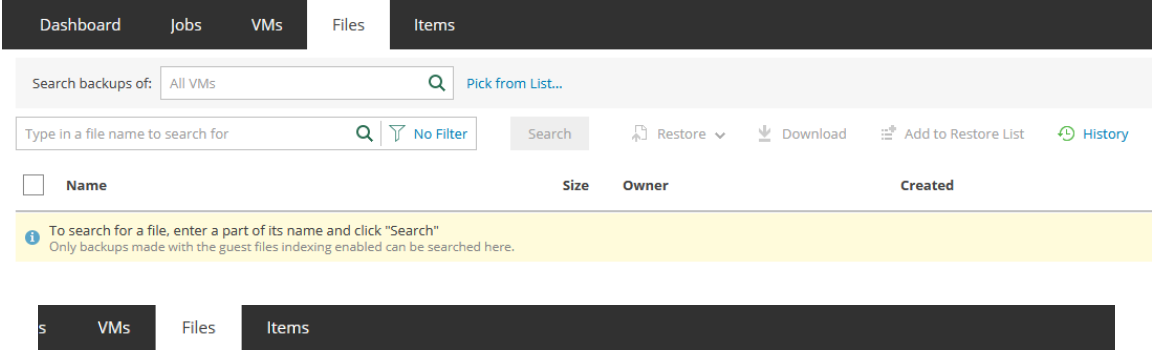 Dashboard Jobs VMs Files Items
Search backups of: All VMs Pick from List...
Type in a file name to search for No Filter Search Restore Download Add to Restore List History
Name Size Owner Created
To search for a file, enter a part of its name and click "Search"
Only backups made with the guest files indexing enabled can be searched here.
s VMs Files Items